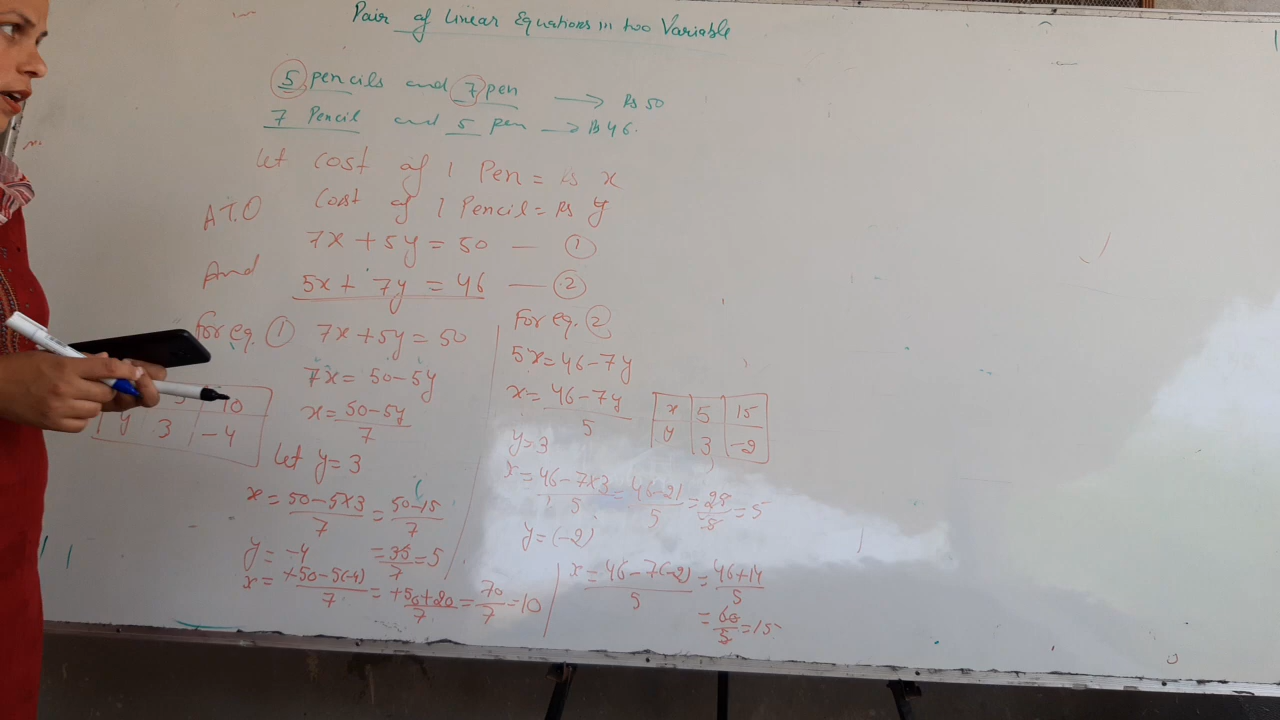 Pair of Linear Equations in two Variable
5 pencils and 7 pen → Rs 50
7 Pencil and 5 pen → Rs 46.
Let cost of 1 Pen = Rs x
A.T.Q Cost of 1 Pencil = Rs y
7x + 5y = 50 — ①
And 5x + 7y = 46 — ②
For eq. ① 7x + 5y = 50
7x = 50 - 5y
x = 50-5y/7
10
y 3 -4
Let y = 3
x = 50-5×3/7 = 50-15/7
= 35/7 = 5
y = -4
x = +50-5(-4)/7 = +50+20/7 = 70/7 = 10
For eq. ②
5x = 46 - 7y
x = 46-7y/5
x 5 15
y 3 -2
y = 3
x = 46-7×3/5 = 46-21/5 = 25/5 = 5
y = (-2)
x = 46-7(-2)/5 = 46+14/5
= 60/5 = 15